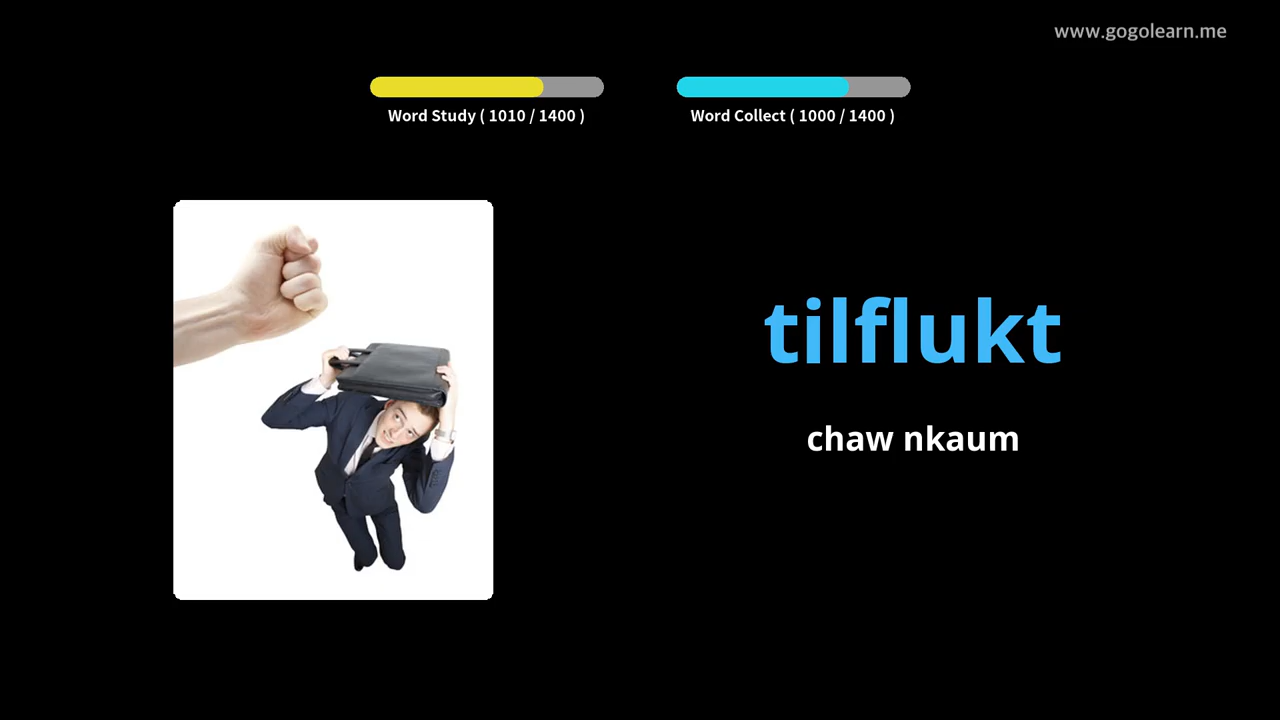 www.gogolearn.me
Word Study ( 1010 / 1400 )
Word Collect ( 1000 / 1400 )
tilflukt
chaw nkaum